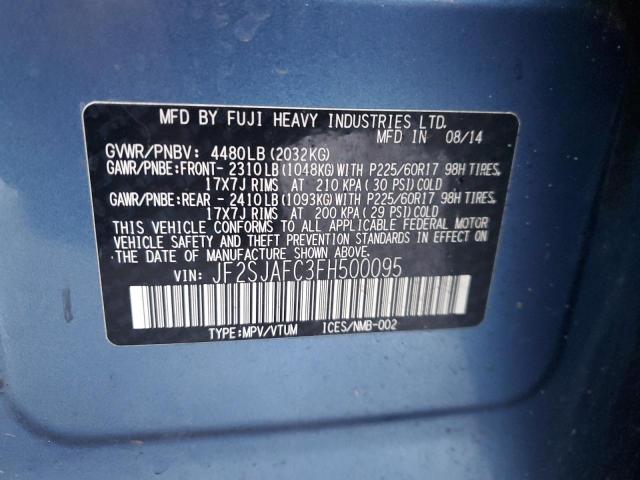 MFD BY FUJI HEAVY INDUSTRIES LTD.
MFD IN 08/14
GVWR/PNBV: 4480LB(2032KG)
GAWR/PNBE:FRONT- 2310LB(1048KG)WITH P225/60R17 98H TIRES,
17X7J RIMS AT 210 KPA( 30 PSI)COLD
GAWR/PNBE:REAR - 2410LB(1093KG)WITH P225/60R17 98H TIRES,
17X7J RIMS AT 200 KPA( 29 PSI)COLD
THIS VEHICLE CONFORMS TO ALL APPLICABLE FEDERAL MOTOR
VEHICLE SAFETY AND THEFT PREVENTION STANDARDS IN EFFECT ON
THE DATE OF MANUFACTURE SHOWN ABOVE.
VIN: JF2SJAFC3FH500095
TYPE:MPV/VTUM ICES/NMB-002